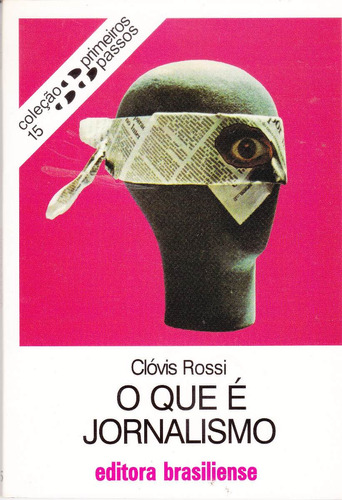 coleção
primeiros
passos
15
Clóvis Rossi
O QUE É
JORNALISMO
editora brasiliense